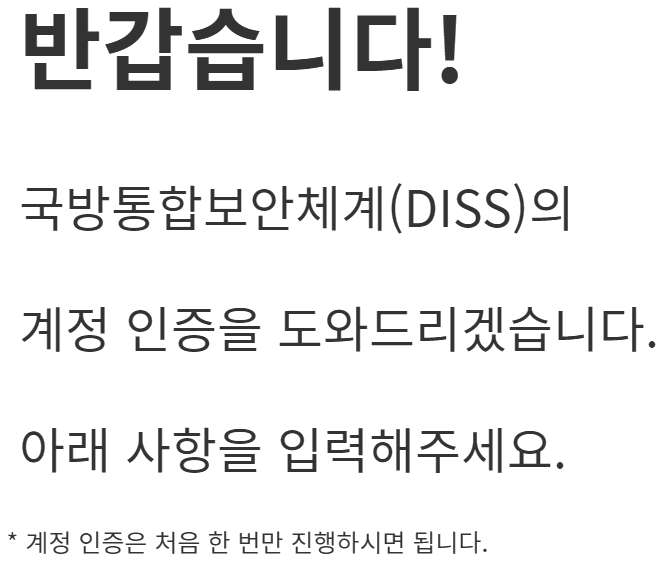 반갑습니다!
국방통합보안체계(DISS)의
계정 인증을 도와드리겠습니다.
아래 사항을 입력해주세요.
* 계정 인증은 처음 한 번만 진행하시면 됩니다.